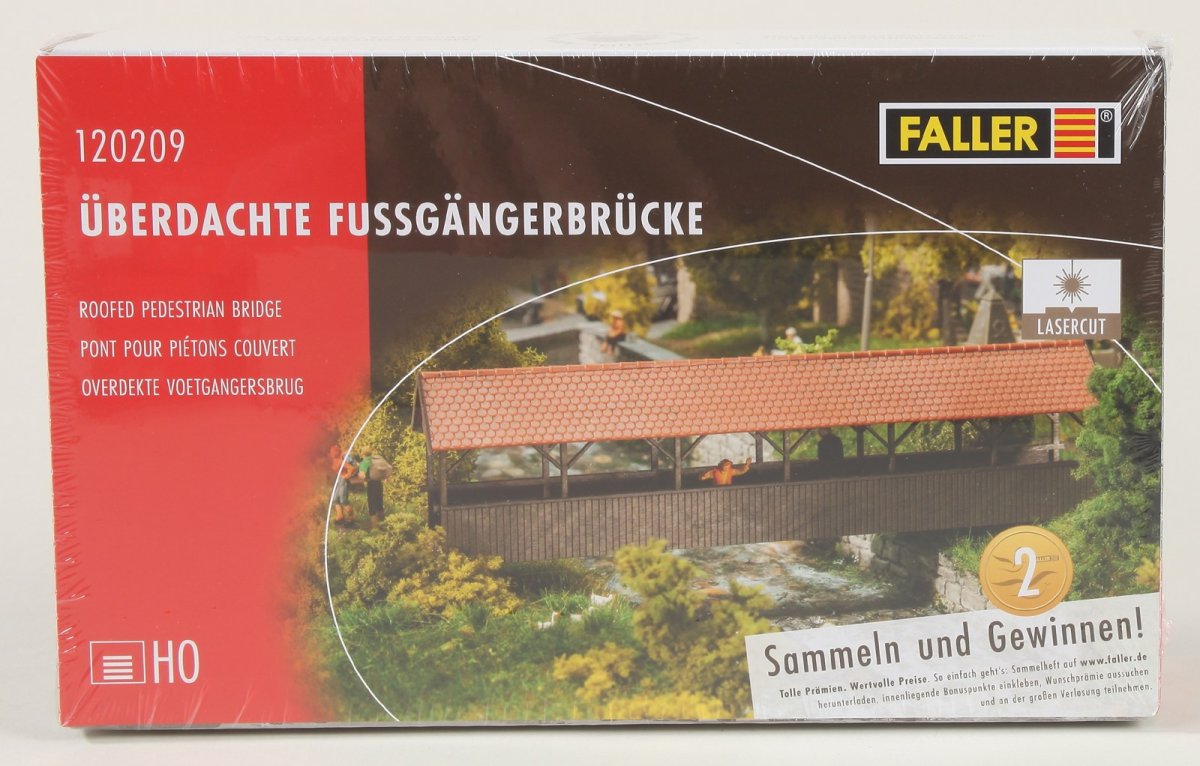 120209
FALLER ®
ÜBERDACHTE FUSSGÄNGERBRÜCKE
ROOFED PEDESTRIAN BRIDGE
PONT POUR PIÉTONS COUVERT
OVERDEKTE VOETGANGERSBRUG
LASERCUT
2
H0
Sammeln und Gewinnen!
Tolle Prämien. Wertvolle Preise. So einfach geht's: Sammelheft auf www.faller.de
herunterladen, innenliegende Bonuspunkte einkleben, Wunschprämie aussuchen
und an der großen Verlosung teilnehmen.